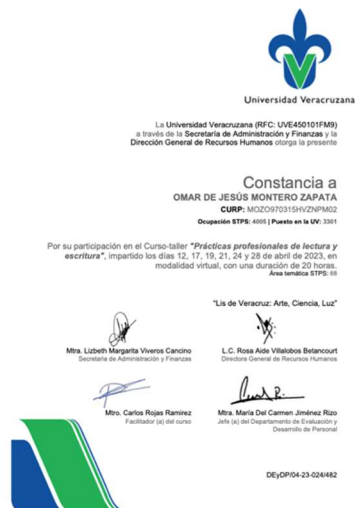 Universidad Veracruzana
La Universidad Veracruzana (RFC: UVE450101FM9)
a través de la Secretaría de Administración y Finanzas y la
Dirección General de Recursos Humanos otorga la presente
Constancia a
OMAR DE JESÚS MONTERO ZAPATA
CURP: MOZO970315HVZNPM02
Ocupación STPS: 4005 | Puesto en la UV: 3301
Por su participación en el Curso-taller "Prácticas profesionales de lectura y
escritura", impartido los días 12, 17, 19, 21, 24 y 28 de abril de 2023, en
modalidad virtual, con una duración de 20 horas.
Área temática STPS: 68
"Lis de Veracruz: Arte, Ciencia, Luz"
Mtra. Lizbeth Margarita Viveros Cancino
Secretaria de Administración y Finanzas
L.C. Rosa Aide Villalobos Betancourt
Directora General de Recursos Humanos
Mtro. Carlos Rojas Ramirez
Facilitador (a) del curso
Mtra. María Del Carmen Jiménez Rizo
Jefe (a) del Departamento de Evaluación y
Desarrollo de Personal
DEyDP/04-23-024/482